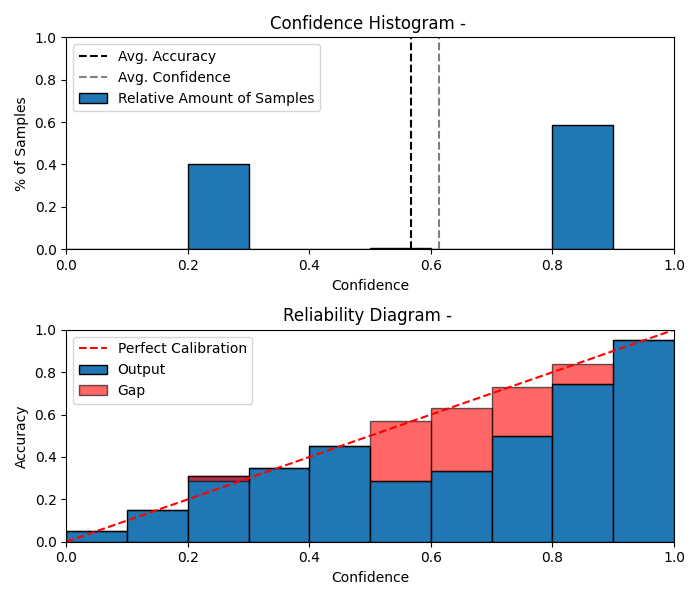 Confidence Histogram -
% of Samples
1.0
0.8
0.6
0.4
0.2
0.0
Avg. Accuracy
Avg. Confidence
Relative Amount of Samples
0.0 0.2 0.4 0.6 0.8 1.0
Confidence
Reliability Diagram -
Accuracy
1.0
0.8
0.6
0.4
0.2
0.0
Perfect Calibration
Output
Gap
0.0 0.2 0.4 0.6 0.8 1.0
Confidence